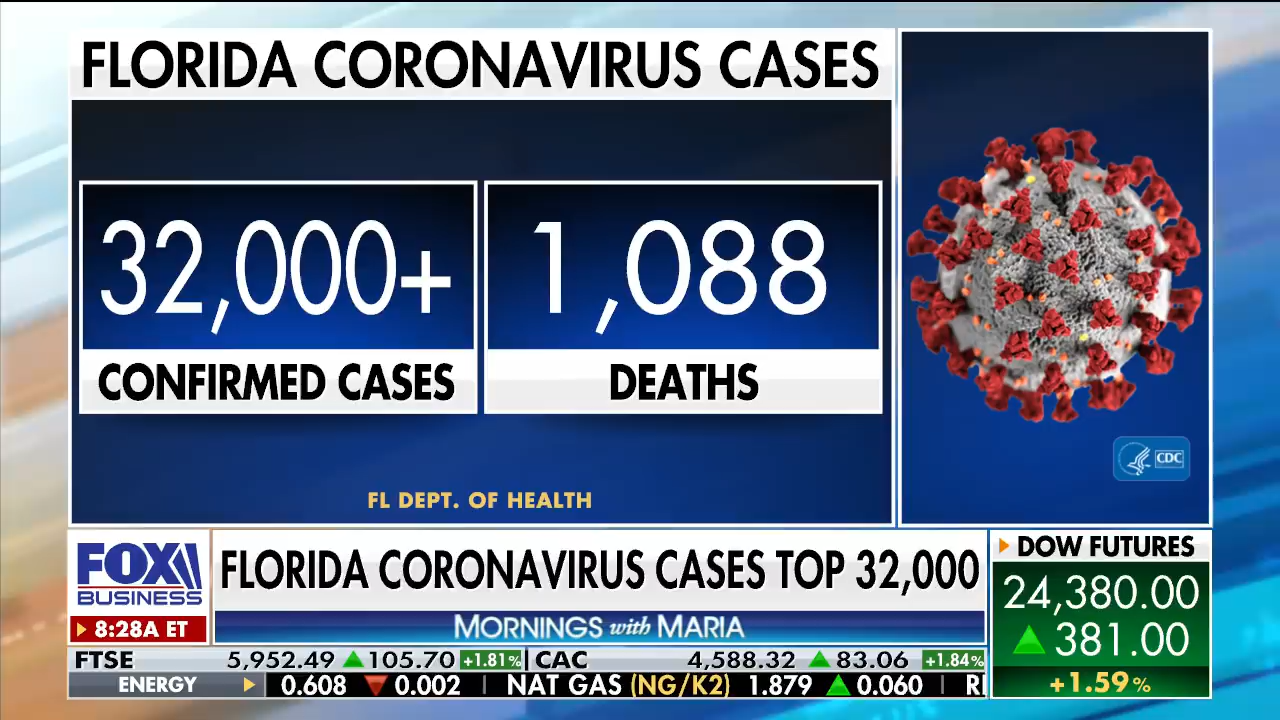 FLORIDA CORONAVIRUS CASES
32,000+
CONFIRMED CASES
1,088
DEATHS
CDC
FL DEPT. OF HEALTH
FOX
BUSINESS
8:28A ET
FLORIDA CORONAVIRUS CASES TOP 32,000
MORNINGS with MARIA
DOW FUTURES
24,380.00
381.00
+1.59%
FTSE 5,952.49 105.70 +1.81% CAC 4,588.32 83.06 +1.84%
ENERGY 0.608 0.002 NAT GAS (NG/K2) 1.879 0.060